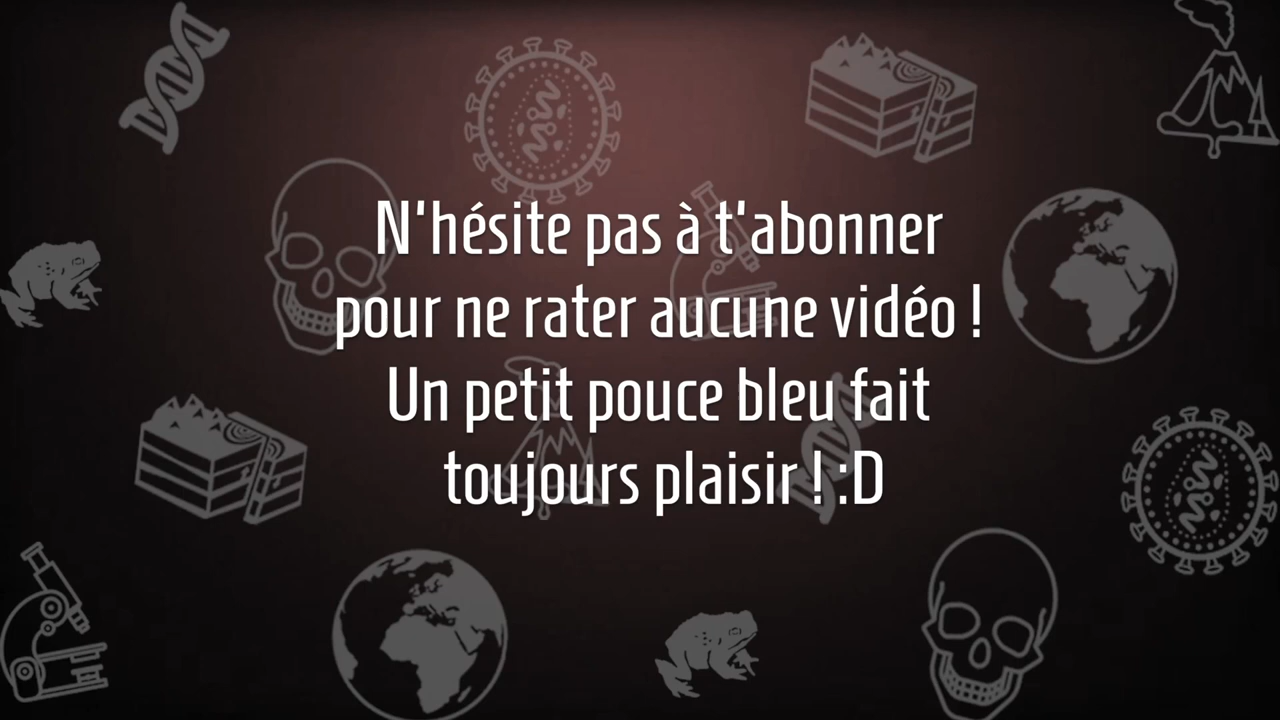 N'hésite pas à t'abonner
pour ne rater aucune vidéo !
Un petit pouce bleu fait
toujours plaisir ! :D